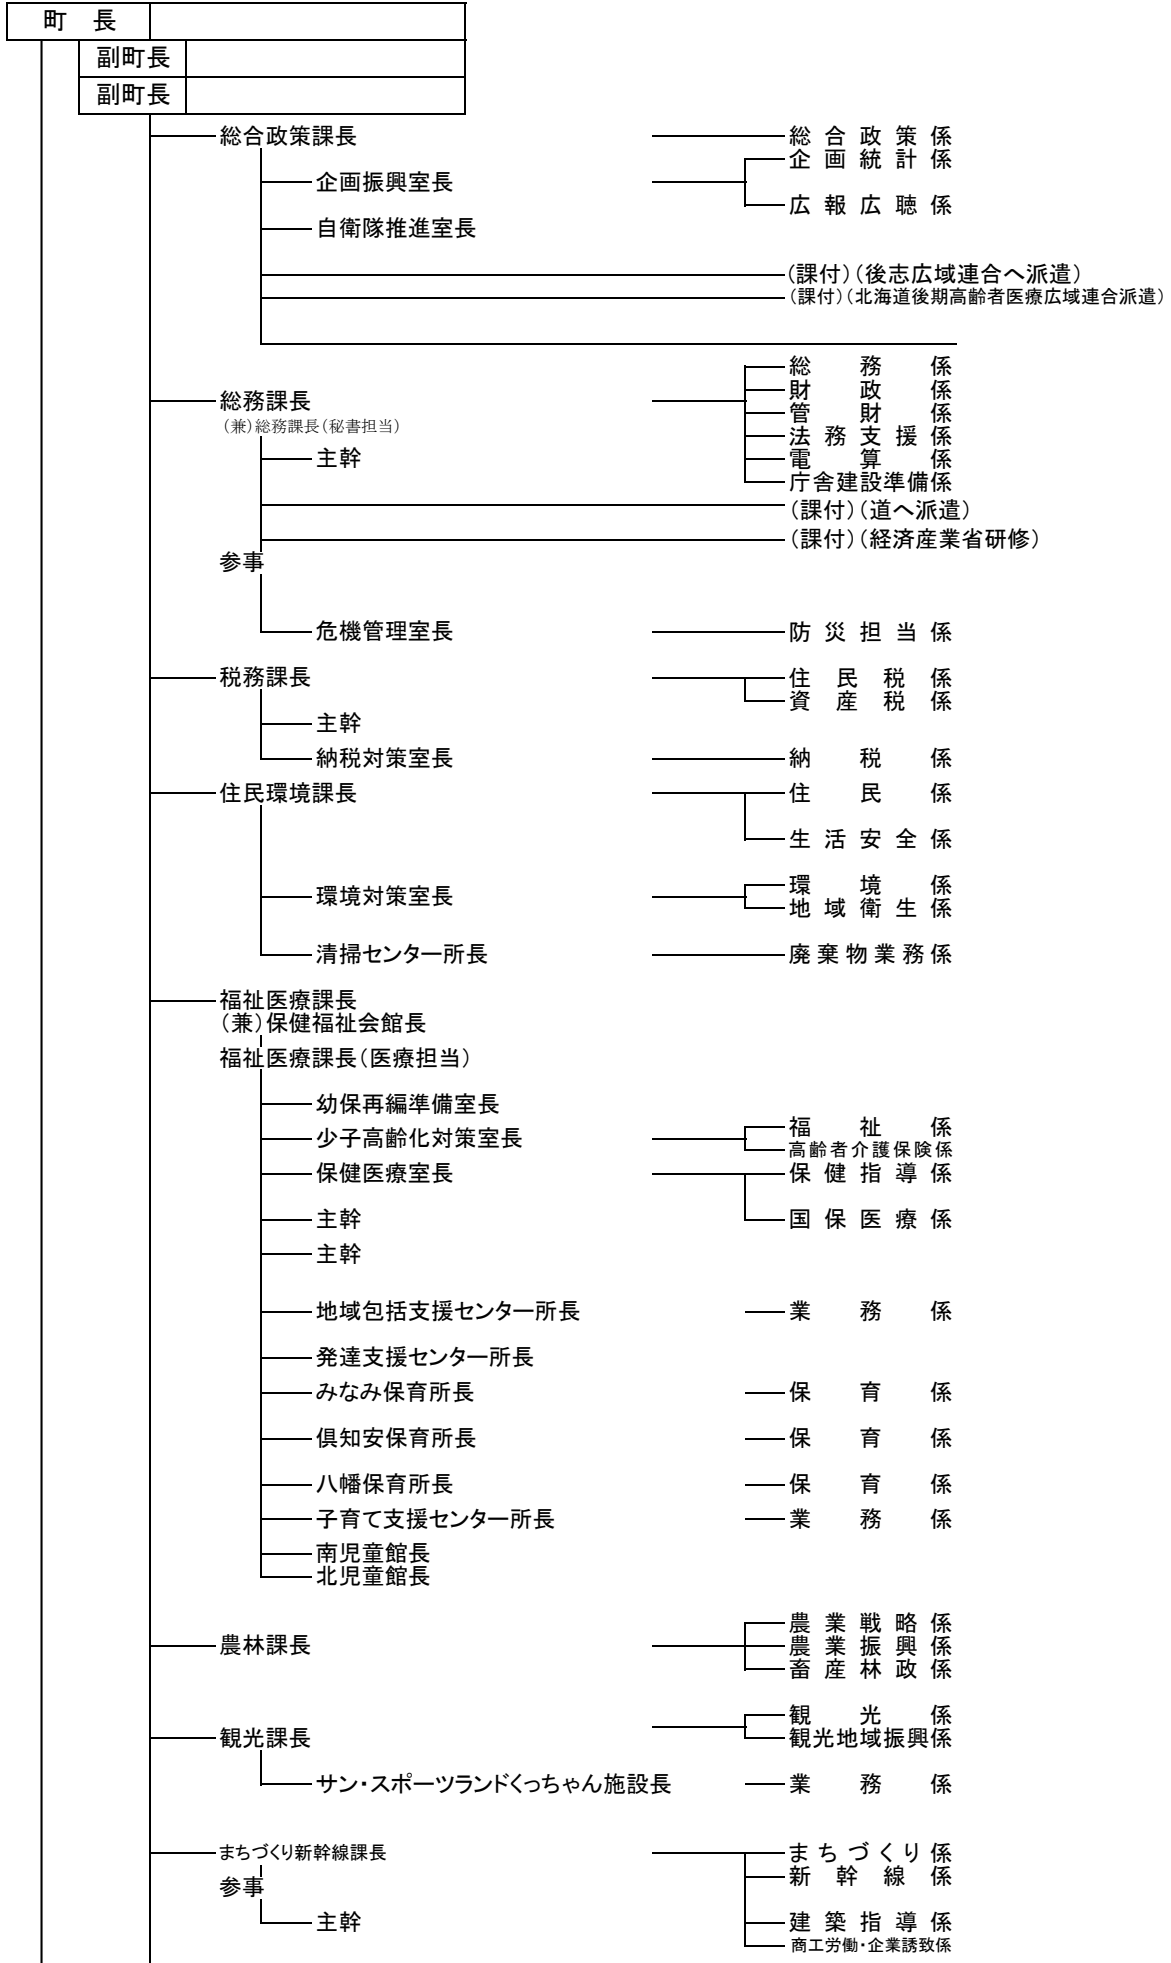 町　長
副町長
副町長
総合政策課長　総合政策係
企画統計係
企画振興室長
広報広聴係
自衛隊推進室長
(課付)(後志広域連合へ派遣)
(課付)(北海道後期高齢者医療広域連合派遣)
総務係
財政係
総務課長
管財係
(兼)総務課長(秘書担当)
法務支援係
主幹　電算係
庁舎建設準備係
(課付)(道へ派遣)
(課付)(経済産業省研修)
参事
危機管理室長　防災担当係
税務課長　住民税係
資産税係
主幹
納税対策室長　納税係
住民環境課長　住民係
生活安全係
環境係
環境対策室長
地域衛生係
清掃センター所長　廃棄物業務係
福祉医療課長
(兼)保健福祉会館長
福祉医療課長(医療担当)
幼保再編準備室長
福祉係
少子高齢化対策室長
高齢者介護保険係
保健医療室長　保健指導係
主幹　国保医療係
主幹
地域包括支援センター所長　業務係
発達支援センター所長
みなみ保育所長　保育係
倶知安保育所長　保育係
八幡保育所長　保育係
子育て支援センター所長　業務係
南児童館長
北児童館長
農業戦略係
農林課長　農業振興係
畜産林政係
観光係
観光課長　観光地域振興係
サン・スポーツランドくっちゃん施設長　業務係
まちづくり新幹線課長　まちづくり係
新幹線係
参事
主幹　建築指導係
商工労働・企業誘致係